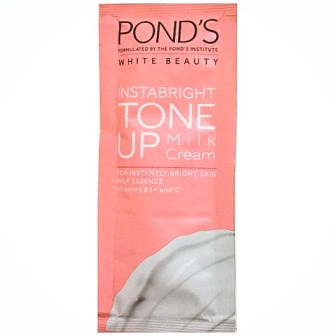 POND'S
FORMULATED BY THE POND'S INSTITUTE
WHITE BEAUTY
INSTABRIGHT
TONE
UP Milk
Cream
FOR INSTANTLY BRIGHT SKIN
MILK ESSENCE
Vitamins B3+ and C